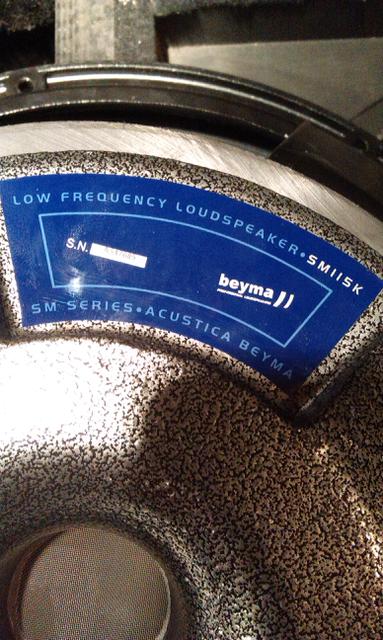 LOW FREQUENCY LOUDSPEAKER • SM115K
S.N.
beyma
SM SERIES • ACUSTICA BEYMA